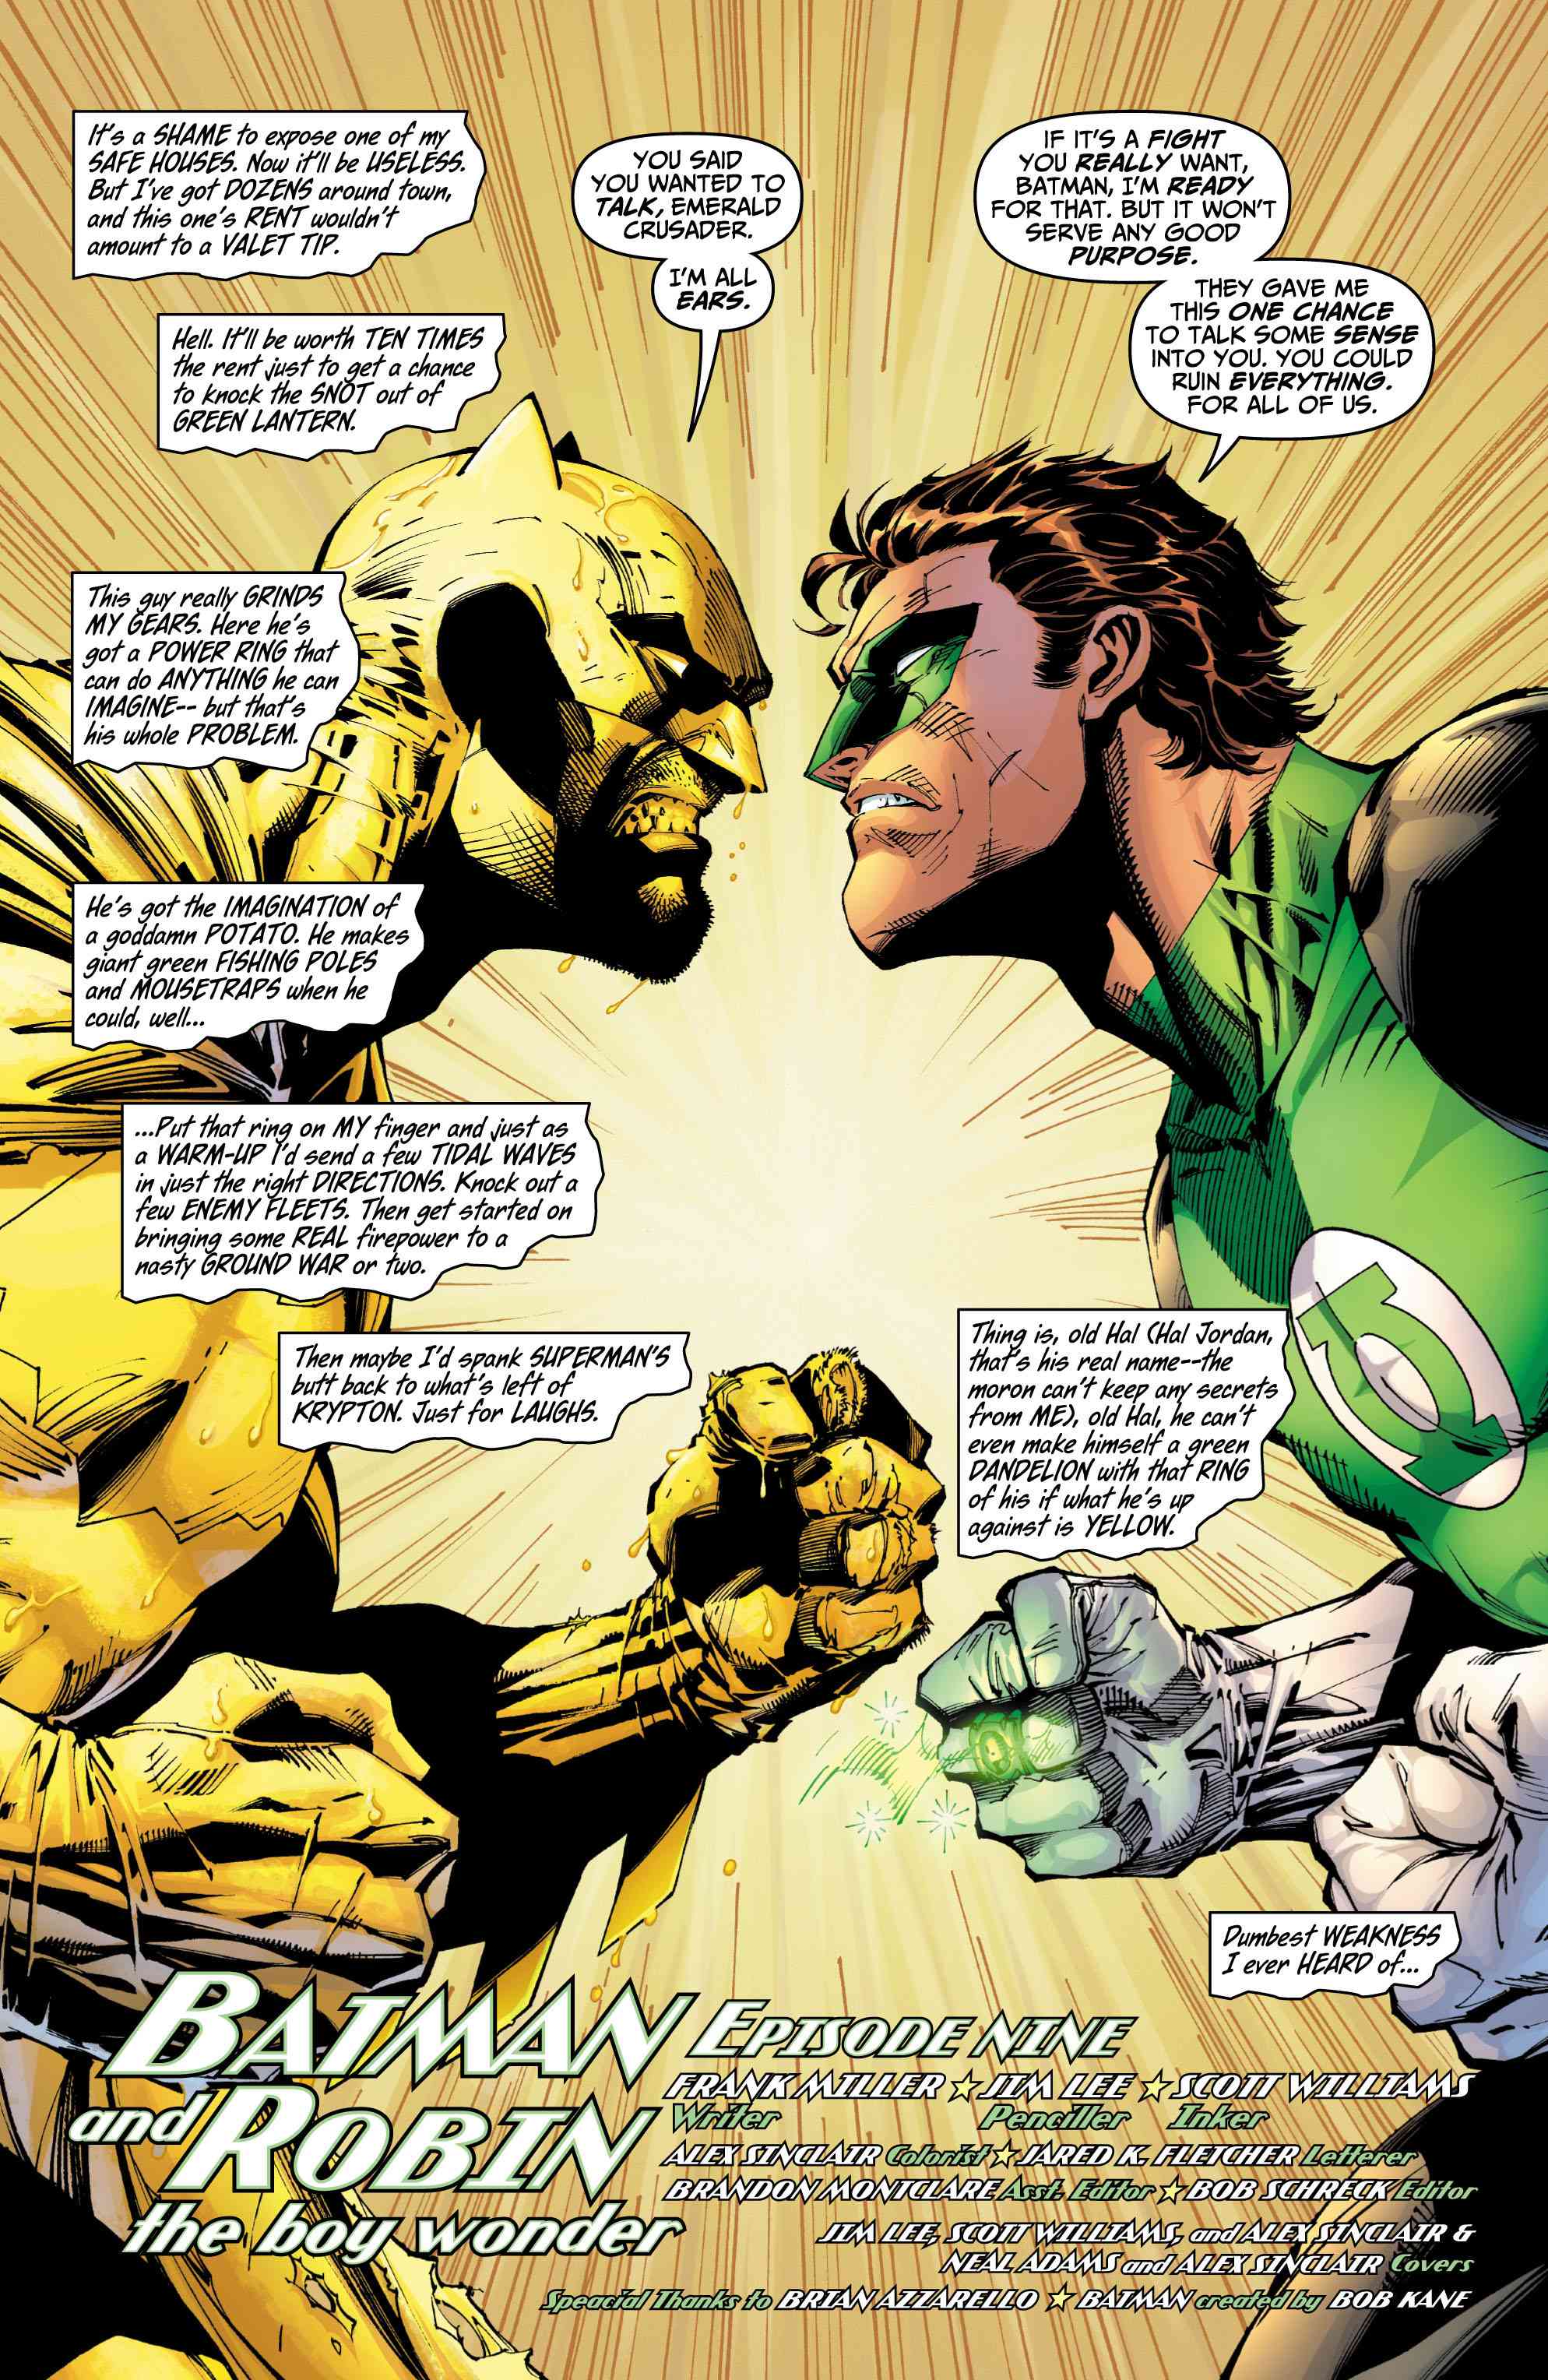 It's a SHAME to expose one of my
SAFE HOUSES. Now it'll be USELESS.
But I've got DOZENS around town,
and this one's RENT wouldn't
amount to a VALET TIP.
Hell. It'll be worth TEN TIMES
the rent just to get a chance
to knock the SNOT out of
GREEN LANTERN.
YOU SAID
YOU WANTED TO
TALK, EMERALD
CRUSADER.
I'M ALL
EARS.
IF IT'S A FIGHT
YOU REALLY WANT,
BATMAN, I'M READY
FOR THAT. BUT IT WON'T
SERVE ANY GOOD
PURPOSE.
THEY GAVE ME
THIS ONE CHANCE
TO TALK SOME SENSE
INTO YOU. YOU COULD
RUIN EVERYTHING.
FOR ALL OF US.
This guy really GRINDS
MY GEARS. Here he's
got a POWER RING that
can do ANYTHING he can
IMAGINE-- but that's
his whole PROBLEM.
He's got the IMAGINATION of
a goddamn POTATO. He makes
giant green FISHING POLES
and MOUSETRAPS when he
could, well...
...Put that ring on MY finger and just as
a WARM-UP I'd send a few TIDAL WAVES
in just the right DIRECTIONS. Knock out a
few ENEMY FLEETS. Then get started on
bringing some REAL firepower to a
nasty GROUND WAR or two.
Then maybe I'd spank SUPERMAN'S
butt back to what's left of
KRYPTON. Just for LAUGHS.
Thing is, old Hal (Hal Jordan,
that's his real name--the
moron can't keep any secrets
from ME), old Hal, he can't
even make himself a green
DANDELION with that RING
of his if what he's up
against is YELLOW.
Dumbest WEAKNESS
I ever HEARD of...
BATMAN
and ROBIN
the boy wonder
EPISODE NINE
FRANK MILLER ★ JIM LEE ★ SCOTT WILLIAMS
Writer Penciller Inker
ALEX SINCLAIR Colorist ★ JARED K. FLETCHER Letterer
BRANDON MONTCLARE Asst. Editor ★ BOB SCHRECK Editor
JIM LEE, SCOTT WILLIAMS, and ALEX SINCLAIR &
NEAL ADAMS and ALEX SINCLAIR Covers
Speacial Thanks to BRIAN AZZARELLO ★ BATMAN created by BOB KANE